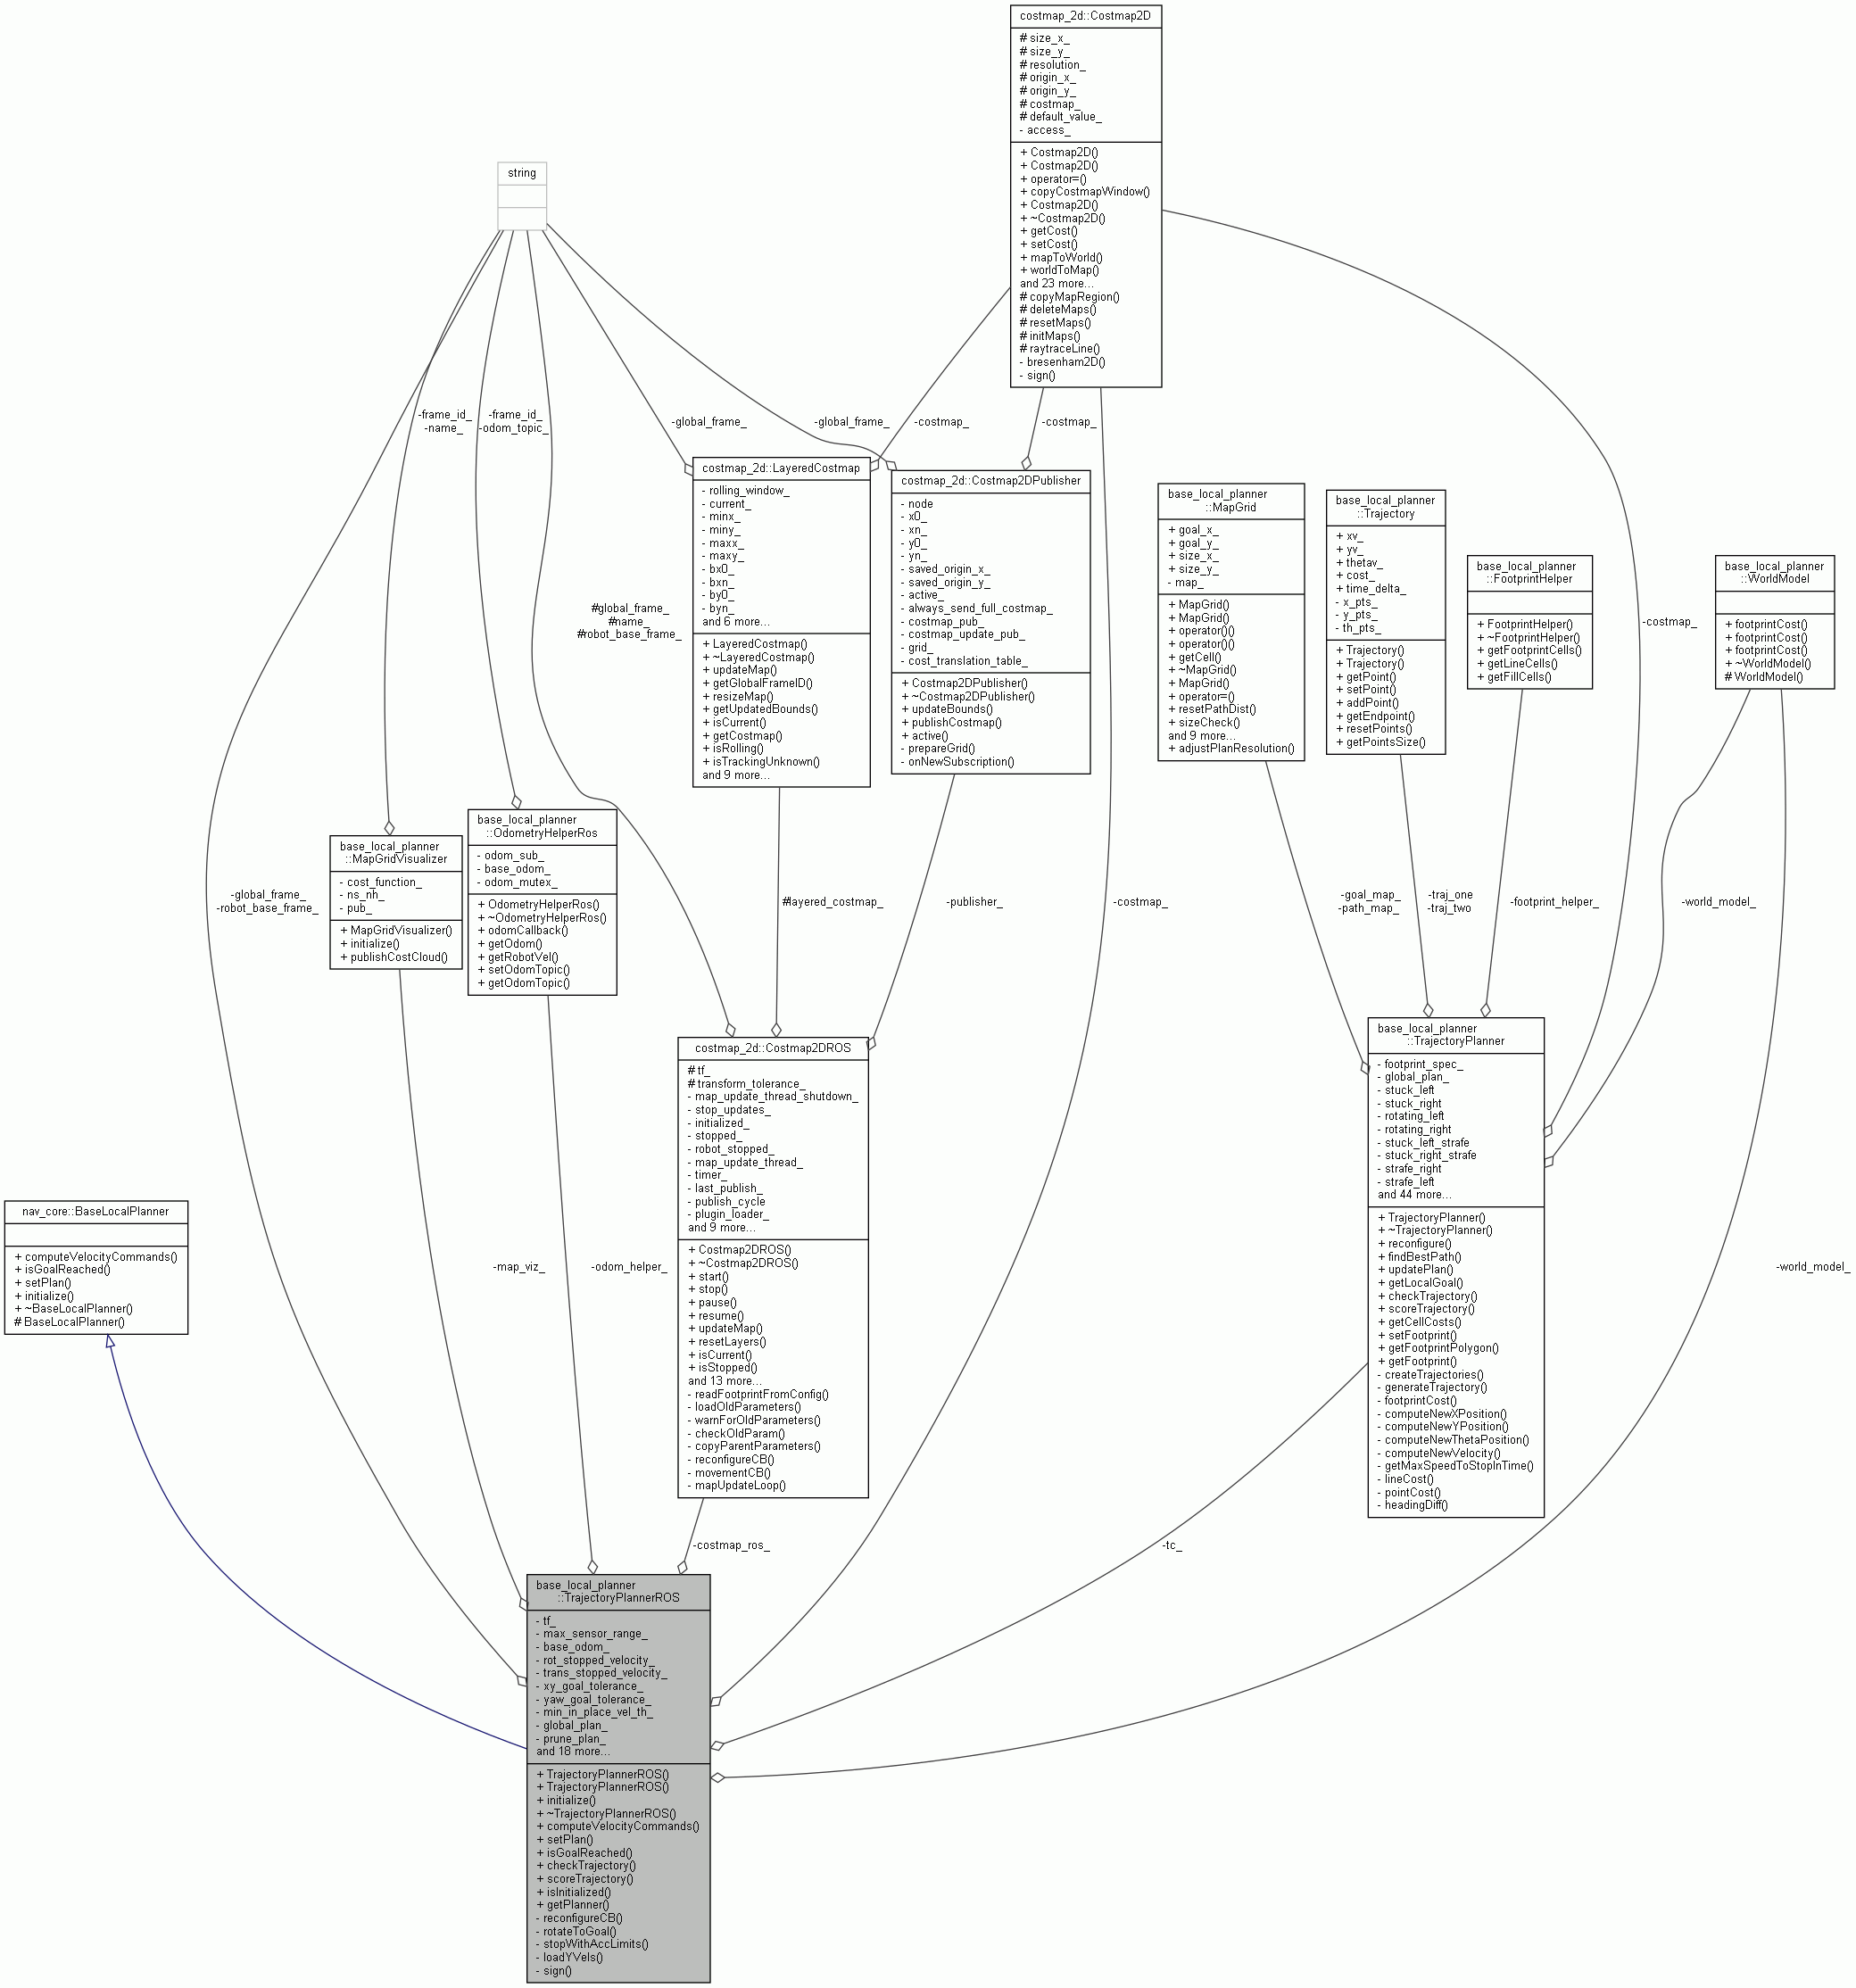 costmap_2d::Costmap2D
# size_x_
# size_y_
# resolution_
# origin_x_
# origin_y_
# costmap_
# default_value_
- access_
+ Costmap2D()
+ Costmap2D()
+ operator=()
+ copyCostmapWindow()
+ Costmap2D()
+ ~Costmap2D()
+ getCost()
+ setCost()
+ mapToWorld()
+ worldToMap()
and 23 more...
# copyMapRegion()
# deleteMaps()
# resetMaps()
# initMaps()
# raytraceLine()
- bresenham2D()
- sign()
string
-frame_id_
-name_
-frame_id_
-odom_topic_
-global_frame_
-global_frame_
-costmap_
-costmap_
#global_frame_
#name_
#robot_base_frame_
costmap_2d::LayeredCostmap
- rolling_window_
- current_
- minx_
- miny_
- maxx_
- maxy_
- bx0_
- bxn_
- by0_
- byn_
and 6 more...
+ LayeredCostmap()
+ ~LayeredCostmap()
+ updateMap()
+ getGlobalFrameID()
+ resizeMap()
+ getUpdatedBounds()
+ isCurrent()
+ getCostmap()
+ isRolling()
+ isTrackingUnknown()
and 9 more...
costmap_2d::Costmap2DPublisher
- node
- x0_
- xn_
- y0_
- yn_
- saved_origin_x_
- saved_origin_y_
- active_
- always_send_full_costmap_
- costmap_pub_
- costmap_update_pub_
- grid_
- cost_translation_table_
+ Costmap2DPublisher()
+ ~Costmap2DPublisher()
+ updateBounds()
+ publishCostmap()
+ active()
- prepareGrid()
- onNewSubscription()
base_local_planner
::MapGrid
+ goal_x_
+ goal_y_
+ size_x_
+ size_y_
- map_
+ MapGrid()
+ MapGrid()
+ operator()()
+ operator()()
+ getCell()
+ ~MapGrid()
+ MapGrid()
+ operator=()
+ resetPathDist()
+ sizeCheck()
and 9 more...
+ adjustPlanResolution()
base_local_planner
::Trajectory
+ xv_
+ yv_
+ thetav_
+ cost_
+ time_delta_
- x_pts_
- y_pts_
- th_pts_
+ Trajectory()
+ Trajectory()
+ getPoint()
+ setPoint()
+ addPoint()
+ getEndpoint()
+ resetPoints()
+ getPointsSize()
base_local_planner
::FootprintHelper
+ FootprintHelper()
+ ~FootprintHelper()
+ getFootprintCells()
+ getLineCells()
+ getFillCells()
-costmap_
base_local_planner
::WorldModel
+ footprintCost()
+ footprintCost()
+ footprintCost()
+ ~WorldModel()
# WorldModel()
base_local_planner
::MapGridVisualizer
- cost_function_
- ns_nh_
- pub_
+ MapGridVisualizer()
+ initialize()
+ publishCostCloud()
base_local_planner
::OdometryHelperRos
- odom_sub_
- base_odom_
- odom_mutex_
+ OdometryHelperRos()
+ ~OdometryHelperRos()
+ odomCallback()
+ getOdom()
+ getRobotVel()
+ setOdomTopic()
+ getOdomTopic()
-global_frame_
-robot_base_frame_
#layered_costmap_
-publisher_
-costmap_
-goal_map_
-path_map_
-traj_one
-traj_two
-footprint_helper_
-world_model_
costmap_2d::Costmap2DROS
# tf_
# transform_tolerance_
- map_update_thread_shutdown_
- stop_updates_
- initialized_
- stopped_
- robot_stopped_
- map_update_thread_
- timer_
- last_publish_
- publish_cycle
- plugin_loader_
and 9 more...
+ Costmap2DROS()
+ ~Costmap2DROS()
+ start()
+ stop()
+ pause()
+ resume()
+ updateMap()
+ resetLayers()
+ isCurrent()
+ isStopped()
and 13 more...
- readFootprintFromConfig()
- loadOldParameters()
- warnForOldParameters()
- checkOldParam()
- copyParentParameters()
- reconfigureCB()
- movementCB()
- mapUpdateLoop()
base_local_planner
::TrajectoryPlanner
- footprint_spec_
- global_plan_
- stuck_left
- stuck_right
- rotating_left
- rotating_right
- stuck_left_strafe
- stuck_right_strafe
- strafe_right
- strafe_left
and 44 more...
+ TrajectoryPlanner()
+ ~TrajectoryPlanner()
+ reconfigure()
+ findBestPath()
+ updatePlan()
+ getLocalGoal()
+ checkTrajectory()
+ scoreTrajectory()
+ getCellCosts()
+ setFootprint()
+ getFootprintPolygon()
+ getFootprint()
- createTrajectories()
- generateTrajectory()
- footprintCost()
- computeNewXPosition()
- computeNewYPosition()
- computeNewThetaPosition()
- computeNewVelocity()
- getMaxSpeedToStopInTime()
- lineCost()
- pointCost()
- headingDiff()
nav_core::BaseLocalPlanner
+ computeVelocityCommands()
+ isGoalReached()
+ setPlan()
+ initialize()
+ ~BaseLocalPlanner()
# BaseLocalPlanner()
-map_viz_
-odom_helper_
-world_model_
-costmap_ros_
-tc_
base_local_planner
::TrajectoryPlannerROS
- tf_
- max_sensor_range_
- base_odom_
- rot_stopped_velocity_
- trans_stopped_velocity_
- xy_goal_tolerance_
- yaw_goal_tolerance_
- min_in_place_vel_th_
- global_plan_
- prune_plan_
and 18 more...
+ TrajectoryPlannerROS()
+ TrajectoryPlannerROS()
+ initialize()
+ ~TrajectoryPlannerROS()
+ computeVelocityCommands()
+ setPlan()
+ isGoalReached()
+ checkTrajectory()
+ scoreTrajectory()
+ isInitialized()
+ getPlanner()
- reconfigureCB()
- rotateToGoal()
- stopWithAccLimits()
- loadYVels()
- sign()